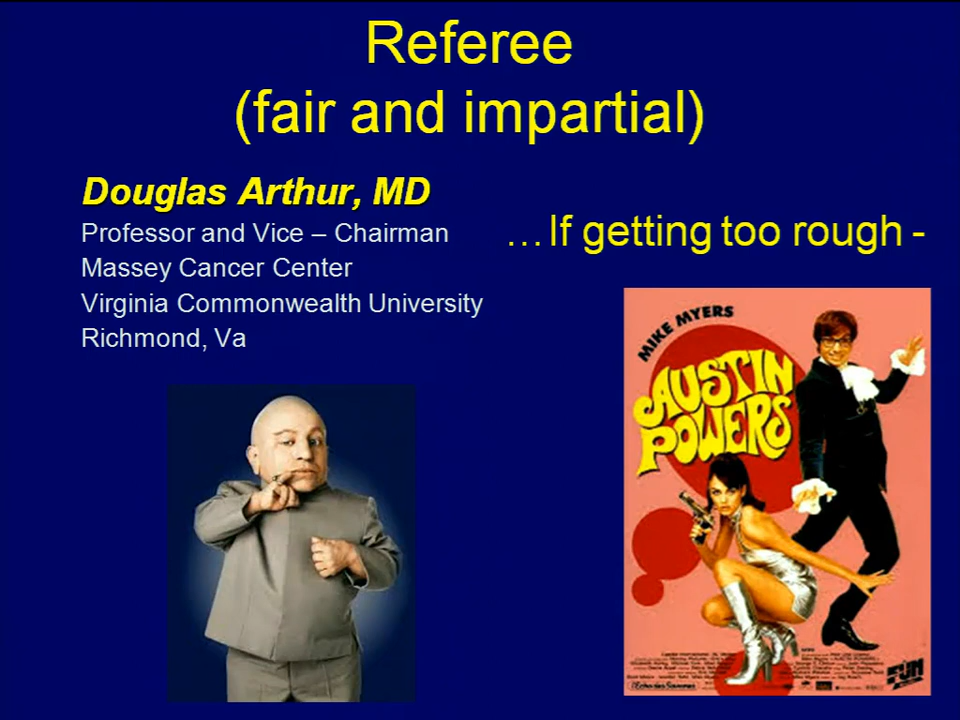 Referee
(fair and impartial)
Douglas Arthur, MD
Professor and Vice – Chairman
Massey Cancer Center
Virginia Commonwealth University
Richmond, Va
…If getting too rough -
MIKE MYERS
AUSTIN
POWERS